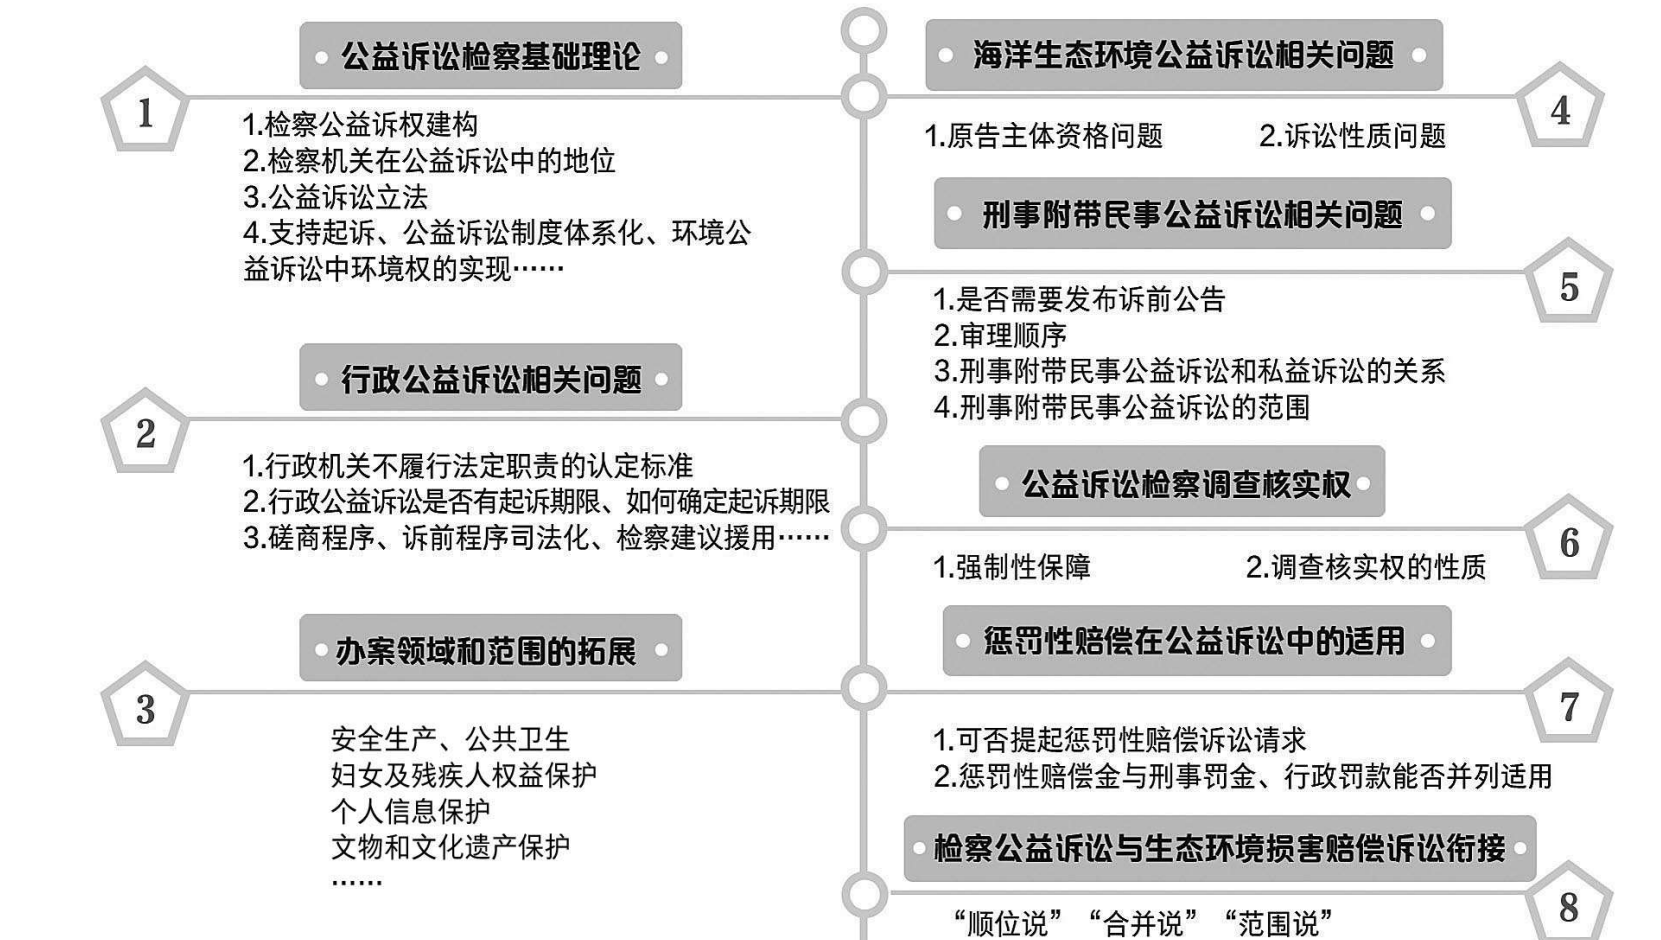 公益诉讼检察基础理论
1
1.检察公益诉权建构
2.检察机关在公益诉讼中的地位
3.公益诉讼立法
4.支持起诉、公益诉讼制度体系化、环境公
益诉讼中环境权的实现……
行政公益诉讼相关问题
2
1.行政机关不履行法定职责的认定标准
2.行政公益诉讼是否有起诉期限、如何确定起诉期限
3.磋商程序、诉前程序司法化、检察建议援用……
办案领域和范围的拓展
3
安全生产、公共卫生
妇女及残疾人权益保护
个人信息保护
文物和文化遗产保护
……
海洋生态环境公益诉讼相关问题
4
1.原告主体资格问题 2.诉讼性质问题
刑事附带民事公益诉讼相关问题
5
1.是否需要发布诉前公告
2.审理顺序
3.刑事附带民事公益诉讼和私益诉讼的关系
4.刑事附带民事公益诉讼的范围
公益诉讼检察调查核实权
6
1.强制性保障 2.调查核实权的性质
惩罚性赔偿在公益诉讼中的适用
7
1.可否提起惩罚性赔偿诉讼请求
2.惩罚性赔偿金与刑事罚金、行政罚款能否并列适用
检察公益诉讼与生态环境损害赔偿诉讼衔接
8
“顺位说” “合并说” “范围说”